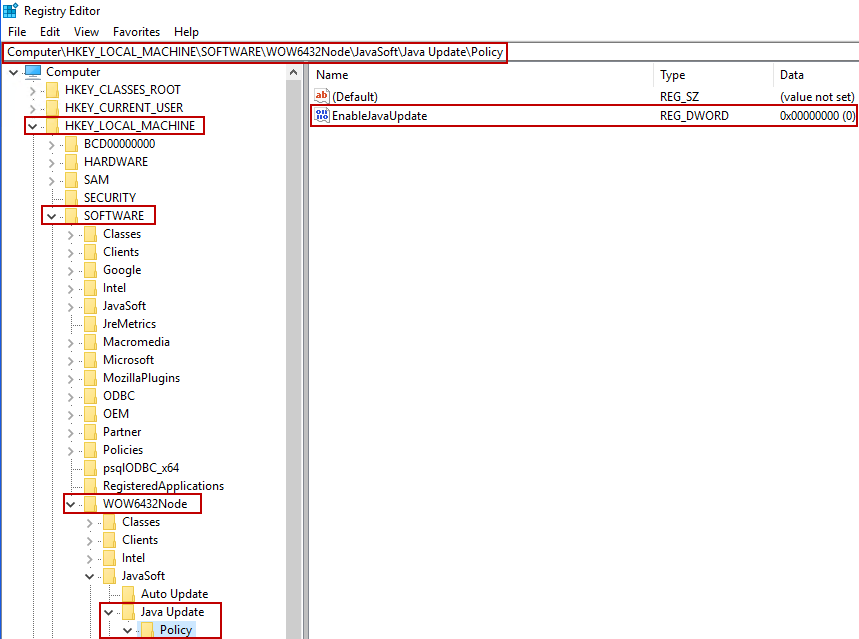 Registry Editor
File Edit View Favorites Help
Computer\HKEY_LOCAL_MACHINE\SOFTWARE\WOW6432Node\JavaSoft\Java Update\Policy
Computer
HKEY_CLASSES_ROOT
HKEY_CURRENT_USER
HKEY_LOCAL_MACHINE
BCD00000000
HARDWARE
SAM
SECURITY
SOFTWARE
Classes
Clients
Google
Intel
JavaSoft
JreMetrics
Macromedia
Microsoft
MozillaPlugins
ODBC
OEM
Partner
Policies
psqlODBC_x64
RegisteredApplications
WOW6432Node
Classes
Clients
Intel
JavaSoft
Auto Update
Java Update
Policy
Name Type Data
ab (Default) REG_SZ (value not set)
EnableJavaUpdate REG_DWORD 0x00000000 (0)